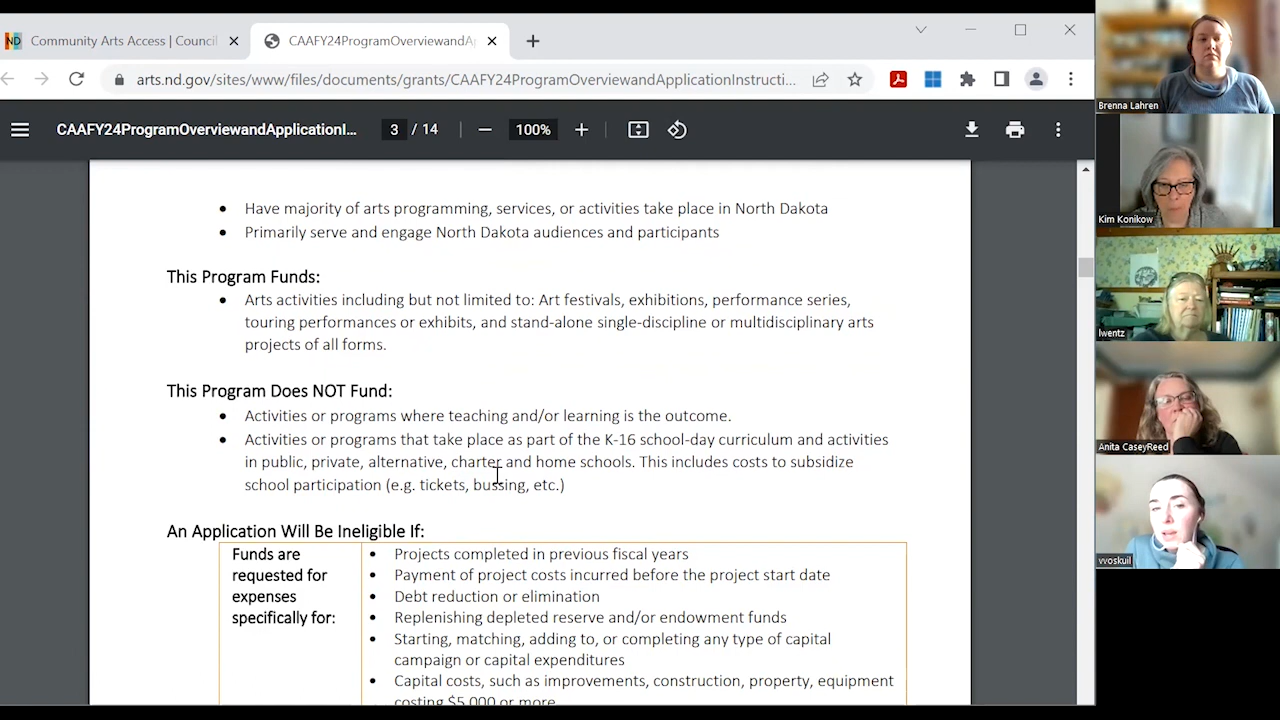 ND Community Arts Access | Council
CAAFY24ProgramOverviewandA
arts.nd.gov/sites/www/files/documents/grants/CAAFY24ProgramOverviewandApplicationInstructi...
CAAFY24ProgramOverviewandApplicationI... 3 / 14 100%
• Have majority of arts programming, services, or activities take place in North Dakota
• Primarily serve and engage North Dakota audiences and participants
This Program Funds:
• Arts activities including but not limited to: Art festivals, exhibitions, performance series,
touring performances or exhibits, and stand-alone single-discipline or multidisciplinary arts
projects of all forms.
This Program Does NOT Fund:
• Activities or programs where teaching and/or learning is the outcome.
• Activities or programs that take place as part of the K-16 school-day curriculum and activities
in public, private, alternative, charter and home schools. This includes costs to subsidize
school participation (e.g. tickets, bussing, etc.)
An Application Will Be Ineligible If:
Funds are
requested for
expenses
specifically for:
• Projects completed in previous fiscal years
• Payment of project costs incurred before the project start date
• Debt reduction or elimination
• Replenishing depleted reserve and/or endowment funds
• Starting, matching, adding to, or completing any type of capital
campaign or capital expenditures
• Capital costs, such as improvements, construction, property, equipment
costing $5,000 or more
Brenna Lahren
Kim Konikow
lwentz
Anita CaseyReed
vvoskuil